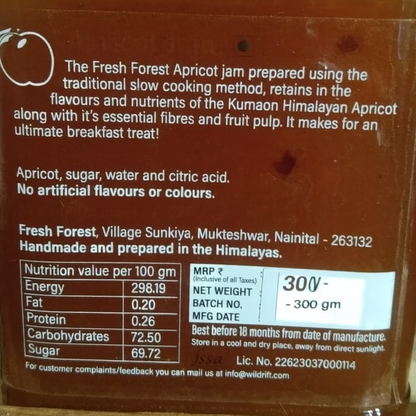 The Fresh Forest Apricot jam prepared using the
traditional slow cooking method, retains in the
flavours and nutrients of the Kumaon Himalayan Apricot
along with it's essential fibres and fruit pulp. It makes for an
ultimate breakfast treat!
Apricot, sugar, water and citric acid.
No artificial flavours or colours.
Fresh Forest, Village Sunkiya, Mukteshwar, Nainital - 263132
Handmade and prepared in the Himalayas.
Nutrition value per 100 gm
Energy 298.19
Fat 0.20
Protein 0.26
Carbohydrates 72.50
Sugar 69.72
MRP ₹ 300/-
(Inclusive of all Taxes)
NET WEIGHT - 300 gm
BATCH NO.
MFG DATE
Best before 18 months from date of manufacture.
Store in a cool and dry place, away from direct sunlight.
fssai Lic. No. 22623037000114
For customer complaints/feedback you can mail us at info@wildrift.com